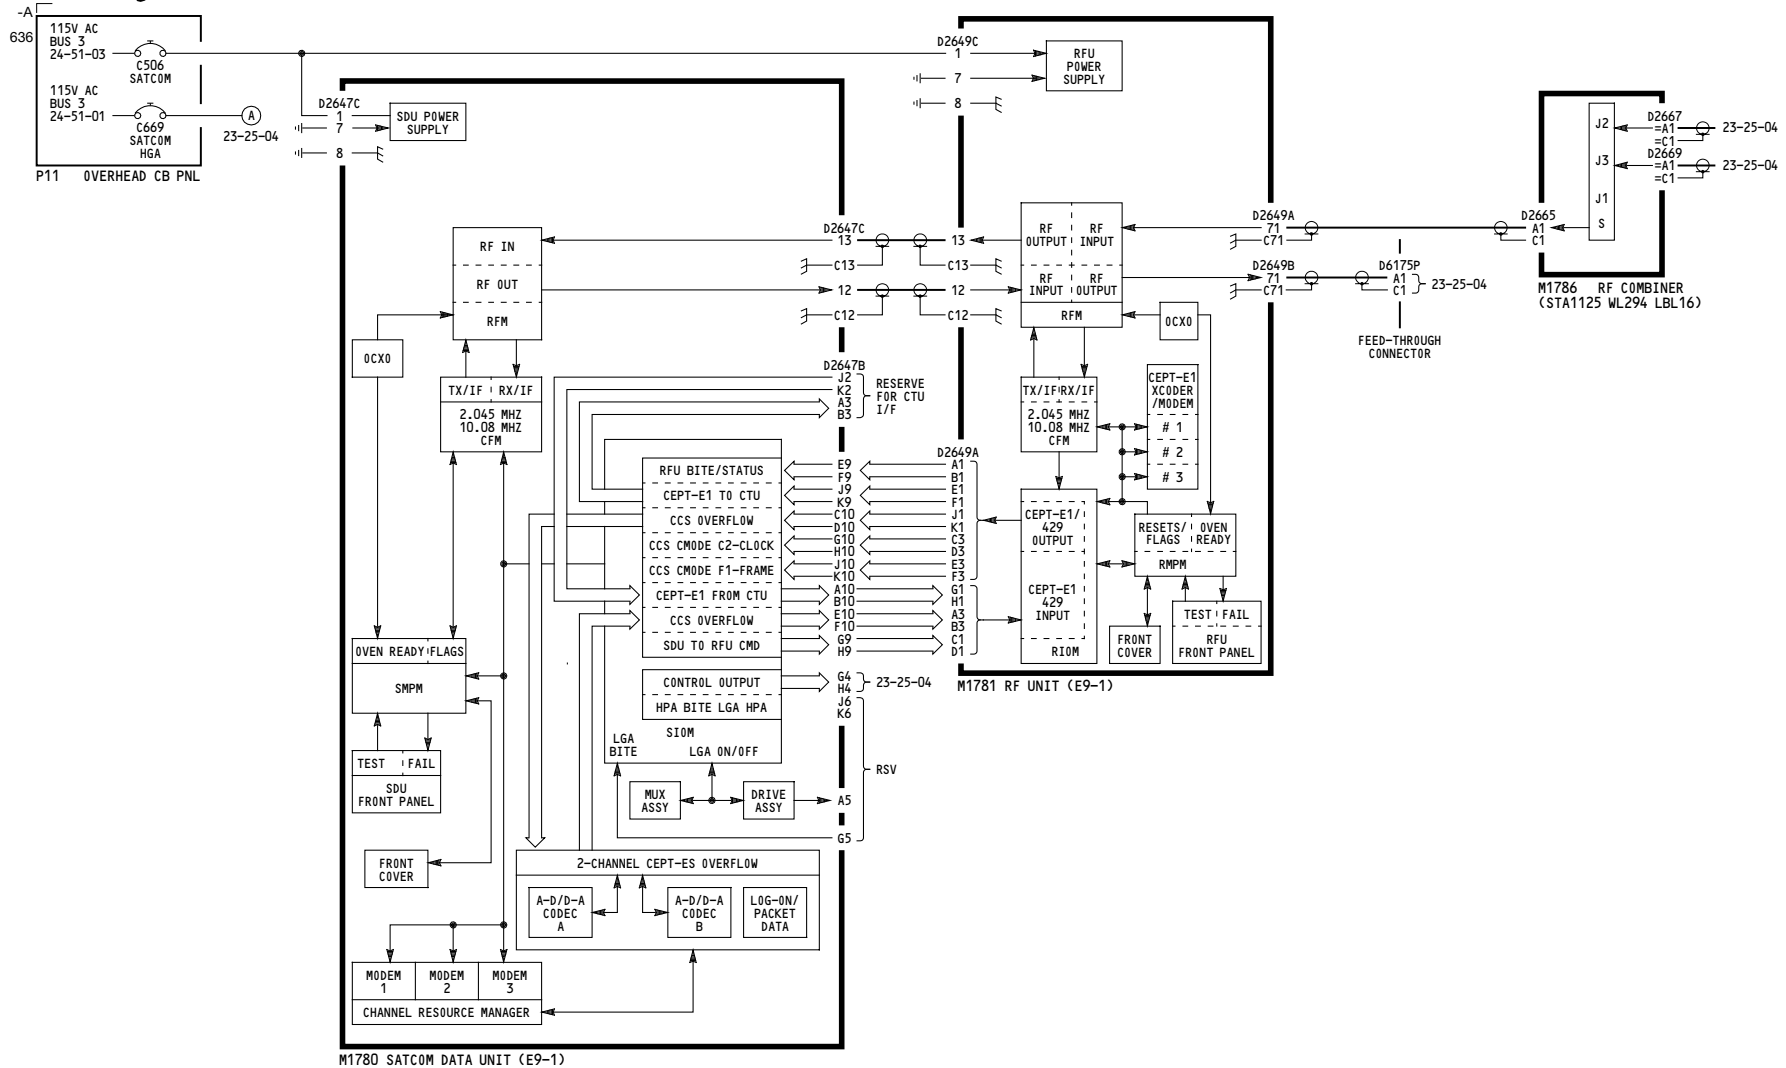 -A
636
115V AC
BUS 3
24-51-03
C506
SATCOM
115V AC
BUS 3
24-51-01
C669
SATCOM
HGA
A
23-25-04
P11 OVERHEAD CB PNL
D2647C
1
7
8
SDU POWER
SUPPLY
D2649C
1
7
8
RFU
POWER
SUPPLY
RF IN
RF OUT
RFM
OCXO
TX/IF RX/IF
2.045 MHZ
10.08 MHZ
CFM
D2647C
13 13
C13 C13
12 12
C12 C12
RF
OUTPUT
RF
INPUT
RF
INPUT
RF
OUTPUT
RFM
OCXO
D2649A
71
C71
D2649B
71
C71
D6175P
A1
C1
23-25-04
FEED-THROUGH
CONNECTOR
D2665
A1
C1
J2
J3
J1
S
D2667
=A1
=C1
23-25-04
D2669
=A1
=C1
23-25-04
M1786 RF COMBINER
(STA1125 WL294 LBL16)
D2647B
J2
K2
A3
B3
RESERVE
FOR CTU
I/F
TX/IF RX/IF
2.045 MHZ
10.08 MHZ
CFM
CEPT-E1
XCODER
/MODEM
# 1
# 2
# 3
RFU BITE/STATUS
CEPT-E1 TO CTU
CCS OVERFLOW
CCS CMODE C2-CLOCK
CCS CMODE F1-FRAME
CEPT-E1 FROM CTU
CCS OVERFLOW
SDU TO RFU CMD
CONTROL OUTPUT
HPA BITE LGA HPA
SIOM
LGA
BITE
LGA ON/OFF
E9
F9
J9
K9
C10
D10
G10
H10
J10
K10
A10
B10
E10
F10
G9
H9
D2649A
A1
B1
E1
F1
J1
K1
C3
D3
E3
F3
G1
H1
A3
B3
C1
D1
CEPT-E1/
429
OUTPUT
CEPT-E1
429
INPUT
RIOM
RESETS/
FLAGS
OVEN
READY
RMPM
FRONT
COVER
TEST FAIL
RFU
FRONT PANEL
M1781 RF UNIT (E9-1)
G4
H4
23-25-04
J6
K6
RSV
A5
G5
MUX
ASSY
DRIVE
ASSY
OVEN READY FLAGS
SMPM
TEST FAIL
SDU
FRONT PANEL
FRONT
COVER
2-CHANNEL CEPT-ES OVERFLOW
A-D/D-A
CODEC
A
A-D/D-A
CODEC
B
LOG-ON/
PACKET
DATA
MODEM
1
MODEM
2
MODEM
3
CHANNEL RESOURCE MANAGER
M1780 SATCOM DATA UNIT (E9-1)